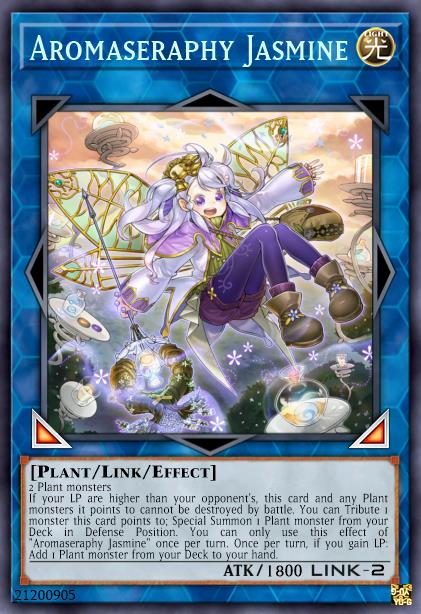 AROMASERAPHY JASMINE
LIGHT
光
[PLANT/LINK/EFFECT]
2 Plant monsters
If your LP are higher than your opponent's, this card and any Plant
monsters it points to cannot be destroyed by battle. You can Tribute 1
monster this card points to; Special Summon 1 Plant monster from your
Deck in Defense Position. You can only use this effect of
"Aromaseraphy Jasmine" once per turn. Once per turn, if you gain LP:
Add 1 Plant monster from your Deck to your hand.
ATK/1800 LINK-2
21200905